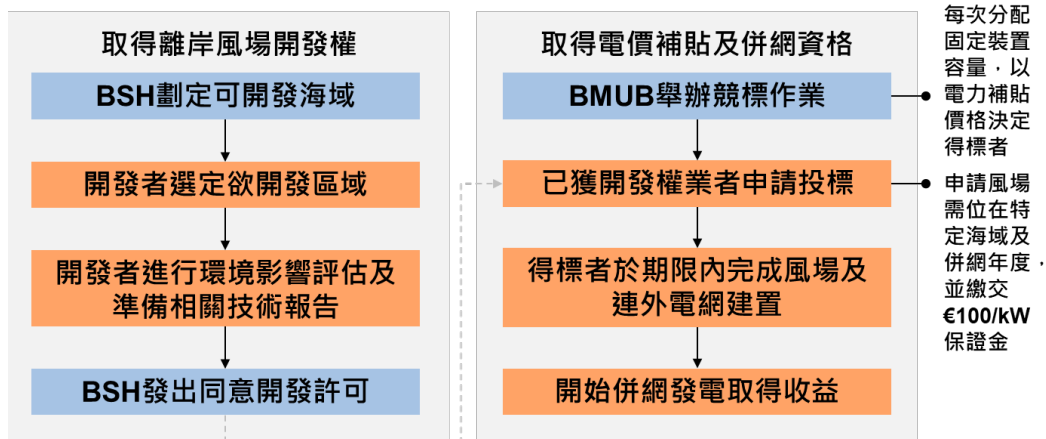 取得離岸風場開發權
BSH劃定可開發海域
開發者選定欲開發區域
開發者進行環境影響評估及
準備相關技術報告
BSH發出同意開發許可
取得電價補貼及併網資格
BMUB舉辦競標作業
已獲開發權業者申請投標
得標者於期限內完成風場及
連外電網建置
開始併網發電取得收益
每次分配
固定裝置
容量，以
電力補貼
價格決定
得標者
申請風場
需位在特
定海域及
併網年度，
並繳交
€100/kW
保證金